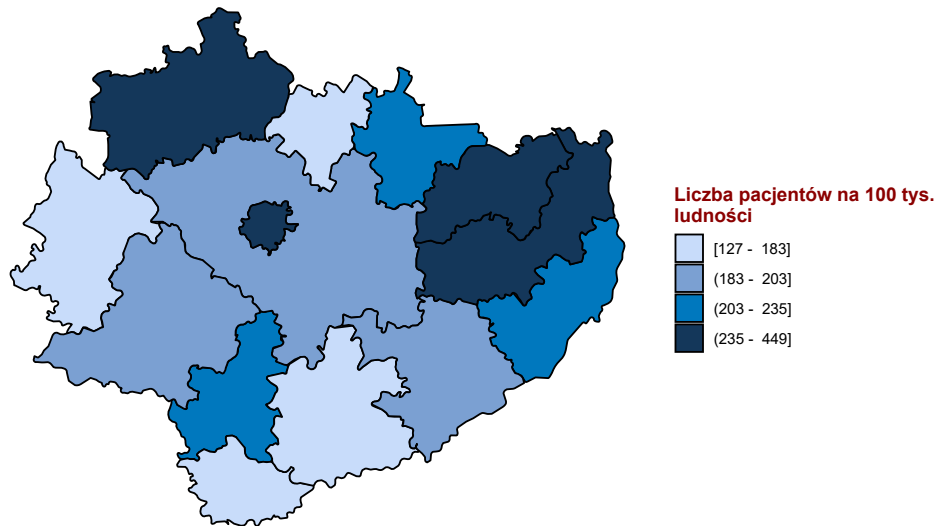 Liczba pacjentów na 100 tys.
ludności
[127 - 183]
(183 - 203]
(203 - 235]
(235 - 449]